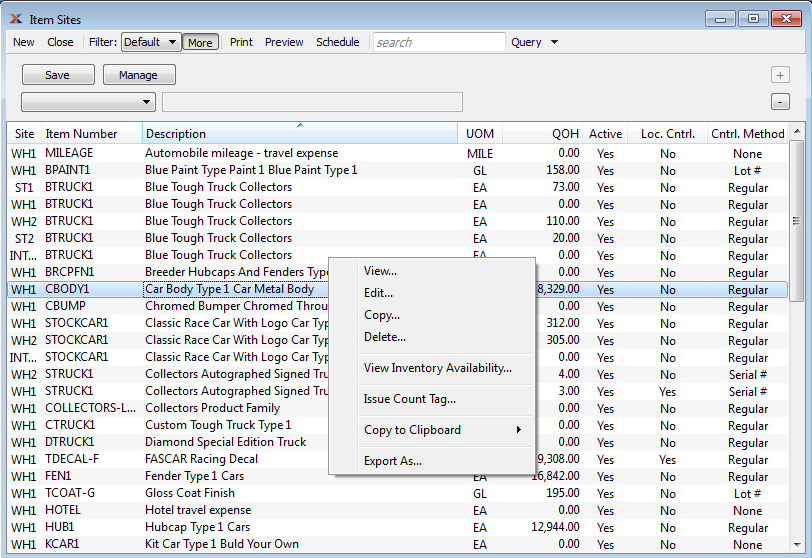 Item Sites
New Close Filter: Default More Print Preview Schedule search Query
Save Manage +
-
Site Item Number Description UOM QOH Active Loc. Cntrl. Cntrl. Method
WH1 MILEAGE Automobile mileage - travel expense MILE 0.00 Yes No None
WH1 BPAINT1 Blue Paint Type Paint 1 Blue Paint Type 1 GL 158.00 Yes No Lot #
ST1 BTRUCK1 Blue Tough Truck Collectors EA 73.00 Yes No Regular
WH1 BTRUCK1 Blue Tough Truck Collectors EA 0.00 Yes No Regular
WH2 BTRUCK1 Blue Tough Truck Collectors EA 110.00 Yes No Regular
ST2 BTRUCK1 Blue Tough Truck Collectors EA 20.00 Yes No Regular
INT... BTRUCK1 Blue Tough Truck Collectors EA 0.00 Yes No Regular
WH1 BRCPFN1 Breeder Hubcaps And Fenders Type 0.00 Yes No Regular
WH1 CBODY1 Car Body Type 1 Car Metal Body 8,329.00 Yes No Regular
WH1 CBUMP Chromed Bumper Chromed Throu 0.00 Yes No Regular
WH1 STOCKCAR1 Classic Race Car With Logo Car Typ 312.00 Yes No Regular
WH2 STOCKCAR1 Classic Race Car With Logo Car Typ 305.00 Yes No Regular
INT... STOCKCAR1 Classic Race Car With Logo Car Typ 0.00 Yes No Regular
WH2 STRUCK1 Collectors Autographed Signed Tru 4.00 Yes No Serial #
WH1 STRUCK1 Collectors Autographed Signed Tru 3.00 Yes Yes Serial #
WH1 COLLECTORS-L... Collectors Product Family 0.00 Yes No Regular
WH1 CTRUCK1 Custom Tough Truck Type 1 0.00 Yes No Regular
WH1 DTRUCK1 Diamond Special Edition Truck 0.00 Yes No Regular
WH1 TDECAL-F FASCAR Racing Decal 9,308.00 Yes Yes Regular
WH1 FEN1 Fender Type 1 Cars EA 16,842.00 Yes No Regular
WH1 TCOAT-G Gloss Coat Finish GL 195.00 Yes No Lot #
WH1 HOTEL Hotel travel expense EA 0.00 Yes No None
WH1 HUB1 Hubcap Type 1 Cars EA 12,944.00 Yes No Regular
WH1 KCAR1 Kit Car Type 1 Buld Your Own EA 0.00 Yes No Regular
View...
Edit...
Copy...
Delete...
View Inventory Availability...
Issue Count Tag...
Copy to Clipboard
Export As...